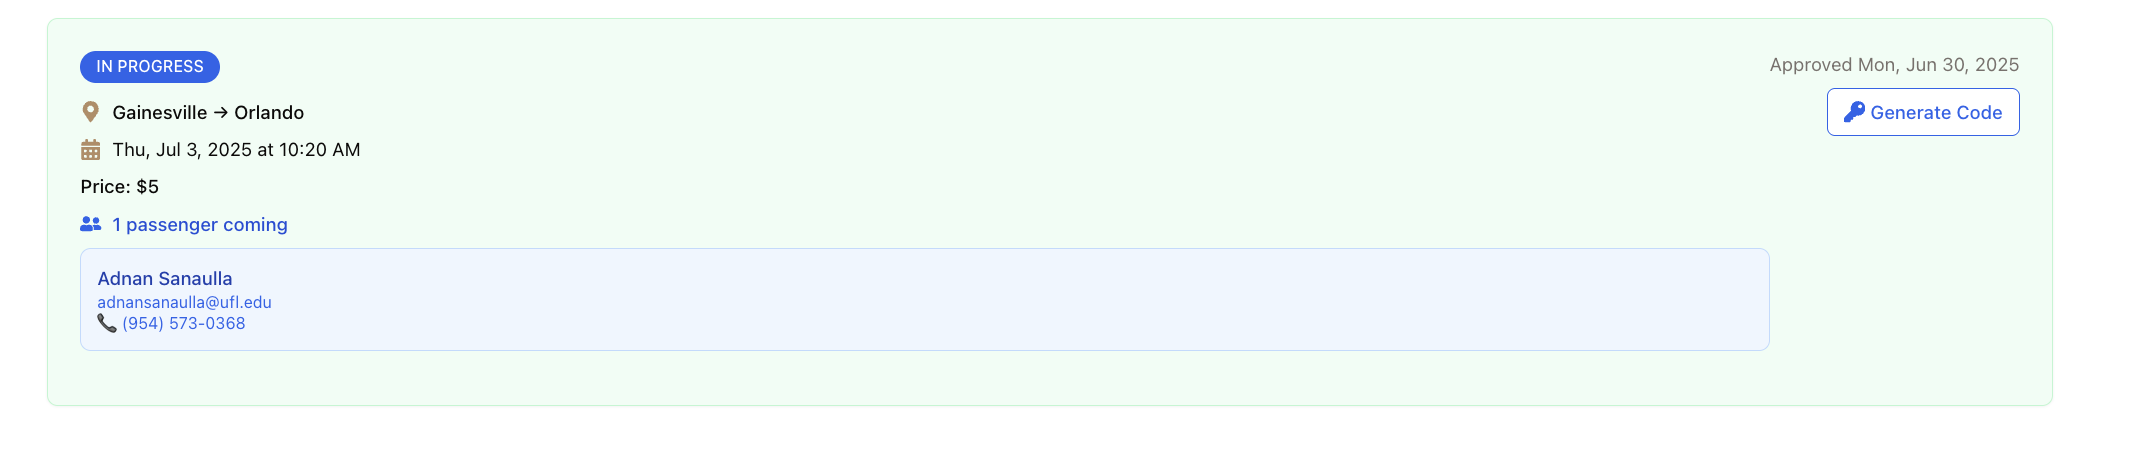 IN PROGRESS
Approved Mon, Jun 30, 2025
Gainesville → Orlando
Generate Code
Thu, Jul 3, 2025 at 10:20 AM
Price: $5
1 passenger coming
Adnan Sanaulla
adnansanaulla@ufl.edu
(954) 573-0368